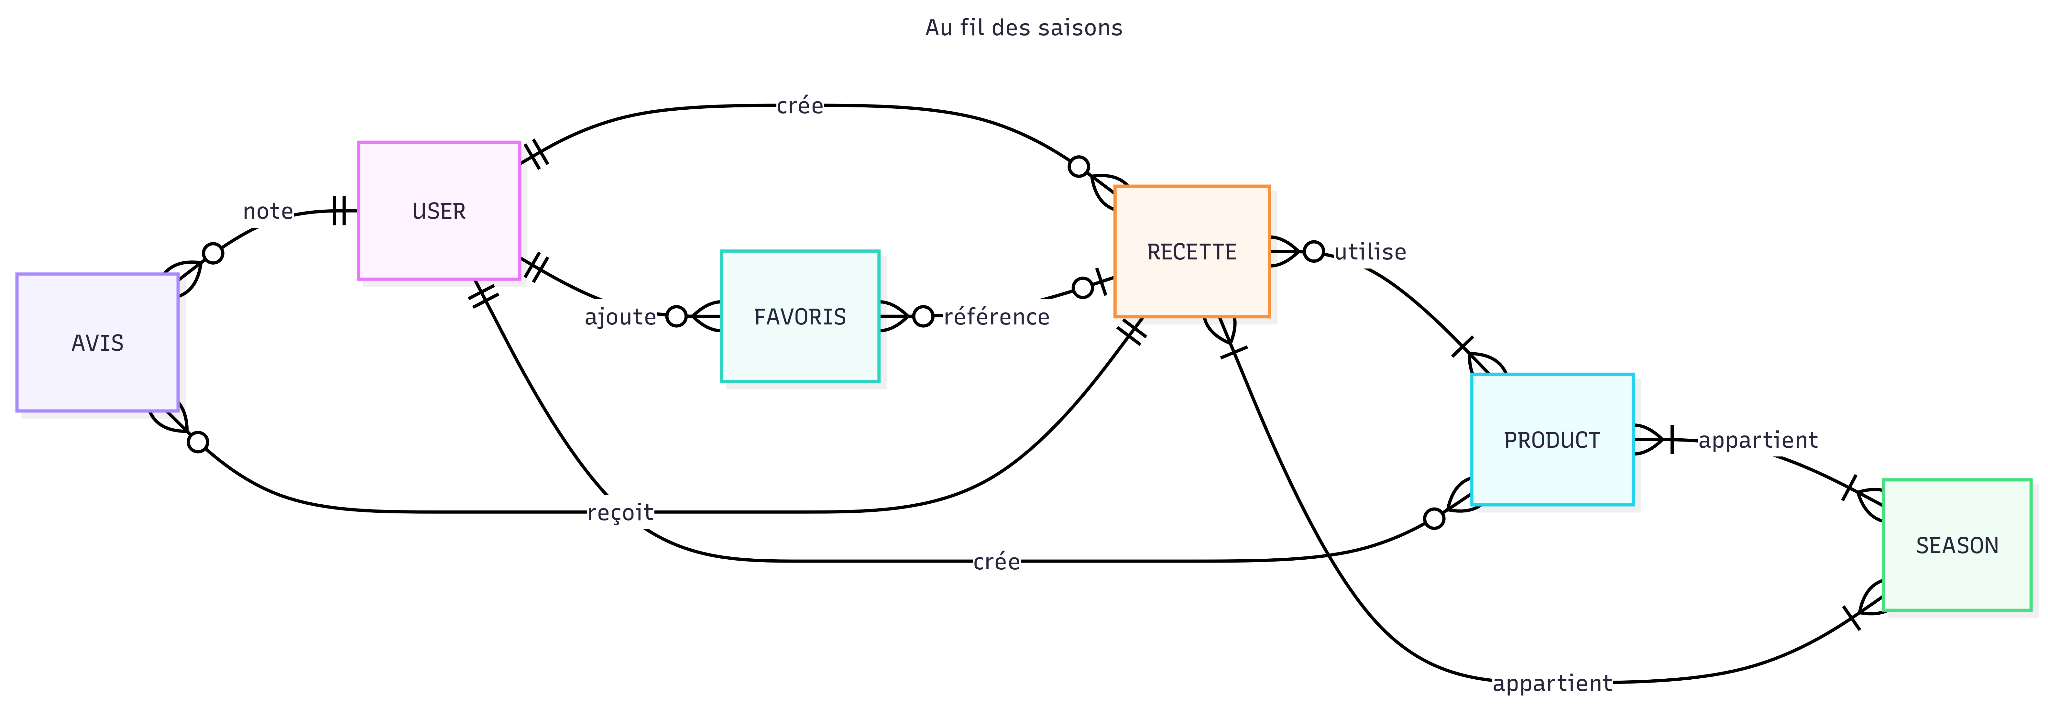 Au fil des saisons
crée
note
USER
RECETTE
utilise
ajoute
FAVORIS
référence
AVIS
PRODUCT
appartient
reçoit
SEASON
crée
appartient